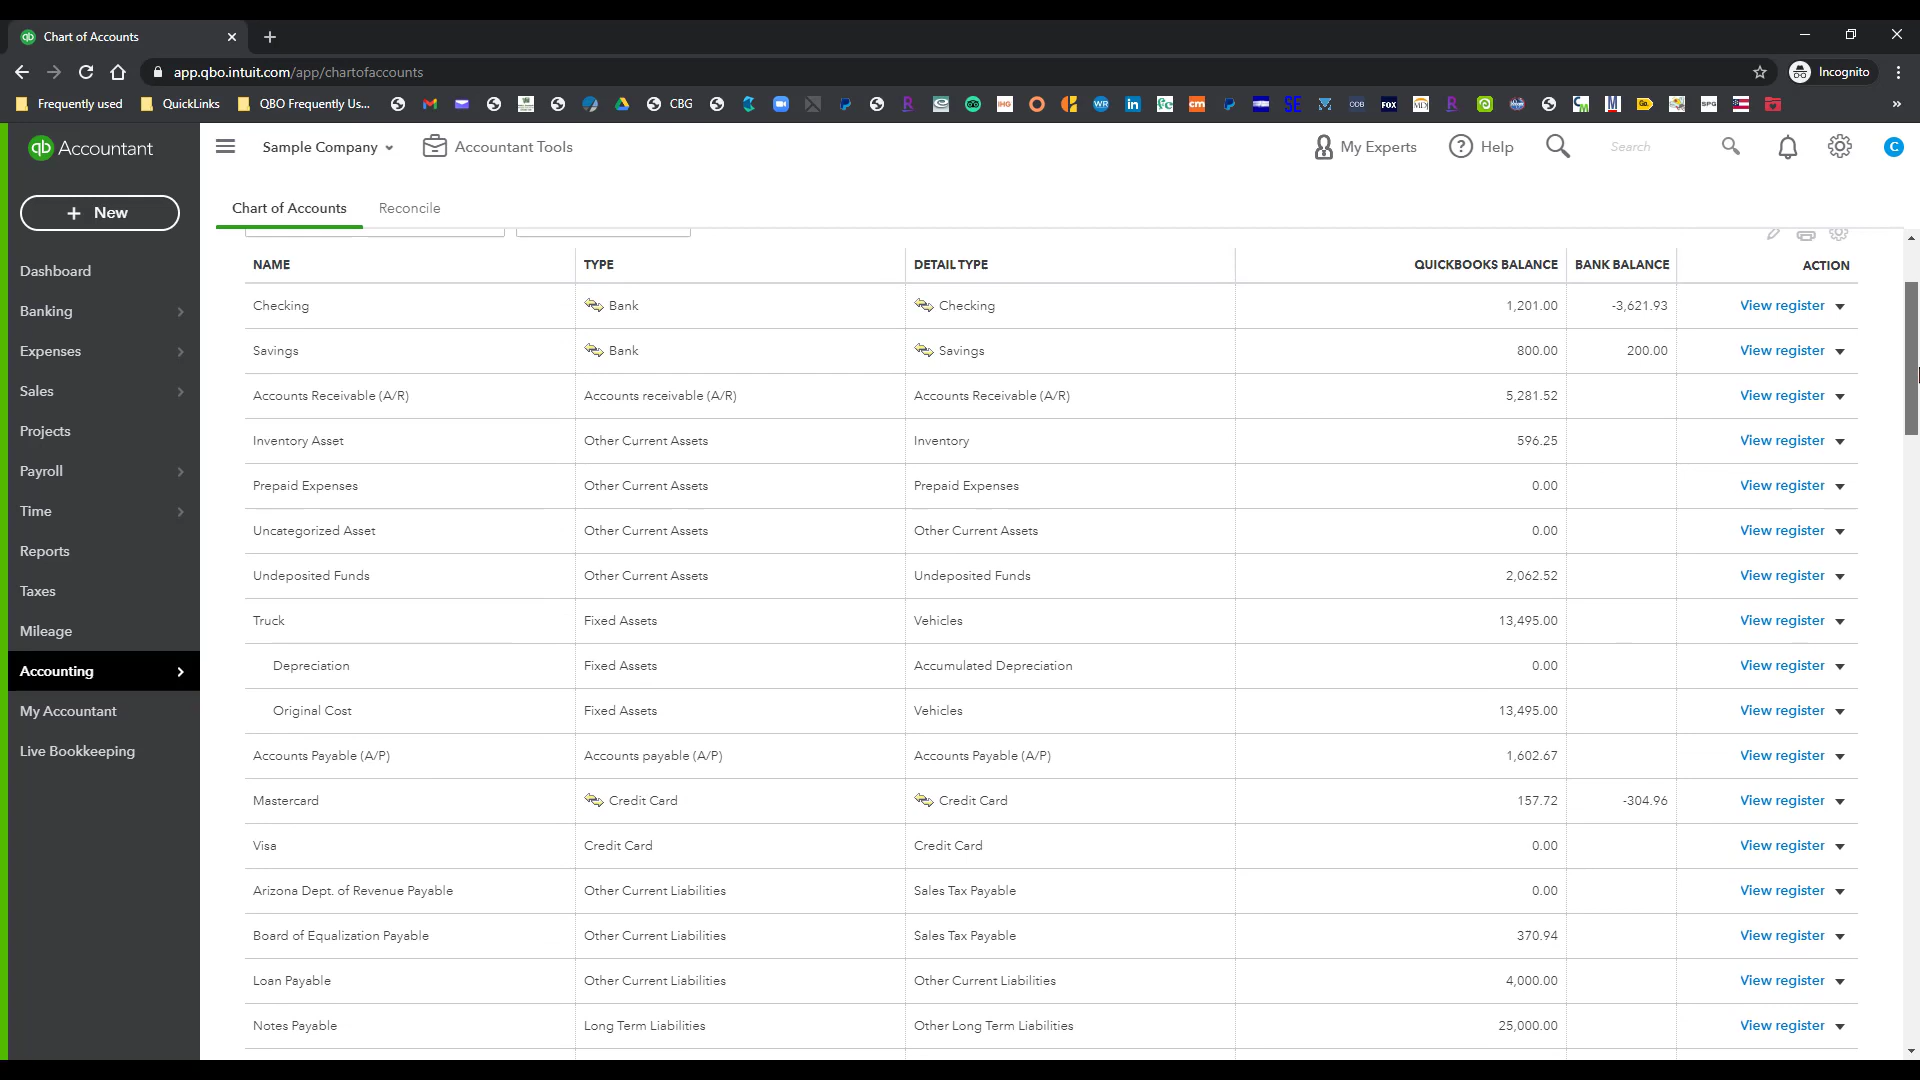 Chart of Accounts
app.qbo.intuit.com/app/chartofaccounts
Incognito
Frequently used QuickLinks QBO Frequently Us... CBG
qb Accountant
Sample Company Accountant Tools My Experts Help Search C
+ New
Chart of Accounts Reconcile
Dashboard
Banking
Expenses
Sales
Projects
Payroll
Time
Reports
Taxes
Mileage
Accounting
My Accountant
Live Bookkeeping
NAME TYPE DETAIL TYPE QUICKBOOKS BALANCE BANK BALANCE ACTION
Checking Bank Checking 1,201.00 -3,621.93 View register
Savings Bank Savings 800.00 200.00 View register
Accounts Receivable (A/R) Accounts receivable (A/R) Accounts Receivable (A/R) 5,281.52 View register
Inventory Asset Other Current Assets Inventory 596.25 View register
Prepaid Expenses Other Current Assets Prepaid Expenses 0.00 View register
Uncategorized Asset Other Current Assets Other Current Assets 0.00 View register
Undeposited Funds Other Current Assets Undeposited Funds 2,062.52 View register
Truck Fixed Assets Vehicles 13,495.00 View register
Depreciation Fixed Assets Accumulated Depreciation 0.00 View register
Original Cost Fixed Assets Vehicles 13,495.00 View register
Accounts Payable (A/P) Accounts payable (A/P) Accounts Payable (A/P) 1,602.67 View register
Mastercard Credit Card Credit Card 157.72 -304.96 View register
Visa Credit Card Credit Card 0.00 View register
Arizona Dept. of Revenue Payable Other Current Liabilities Sales Tax Payable 0.00 View register
Board of Equalization Payable Other Current Liabilities Sales Tax Payable 370.94 View register
Loan Payable Other Current Liabilities Other Current Liabilities 4,000.00 View register
Notes Payable Long Term Liabilities Other Long Term Liabilities 25,000.00 View register